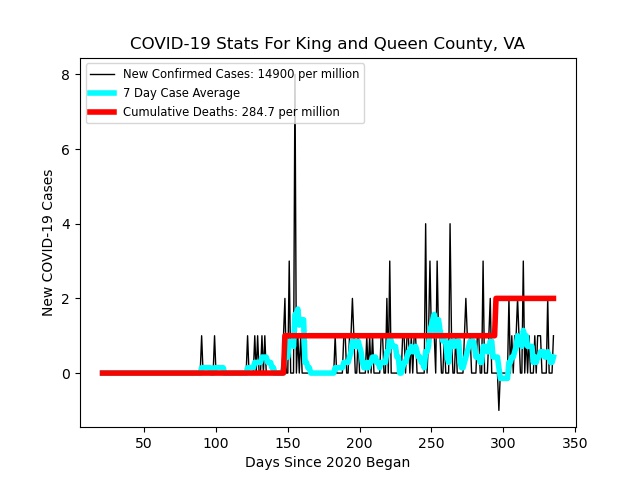 COVID-19 Stats For King and Queen County, VA
New Confirmed Cases: 14900 per million
7 Day Case Average
Cumulative Deaths: 284.7 per million
New COVID-19 Cases
8
6
4
2
0
50 100 150 200 250 300 350
Days Since 2020 Began